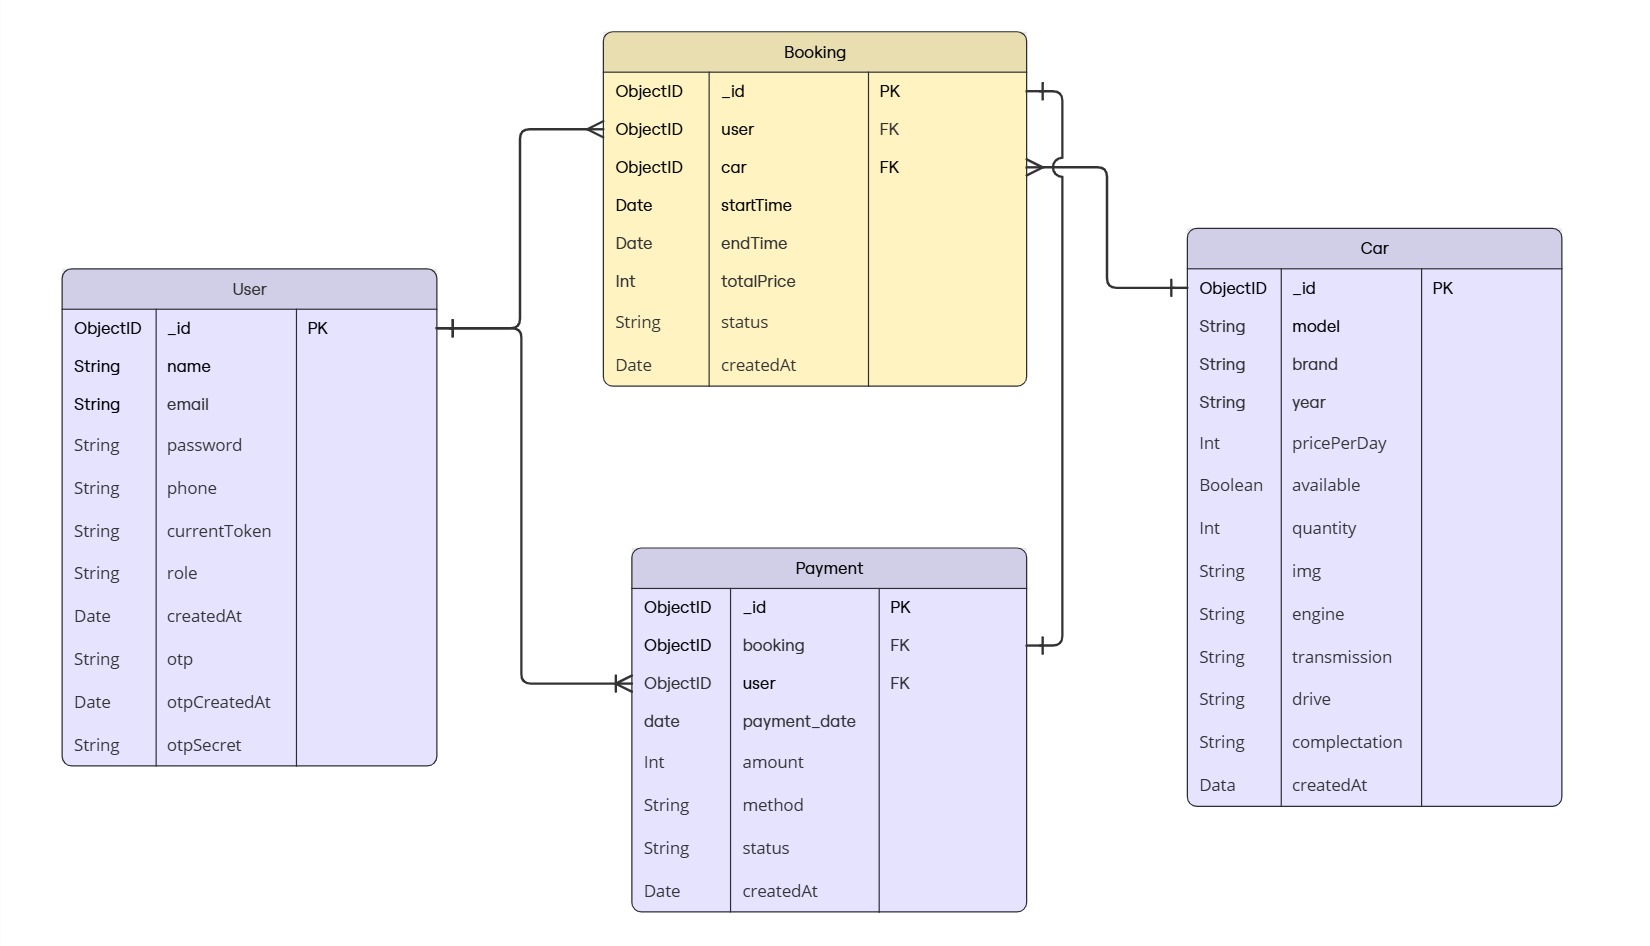 Booking
ObjectID _id PK
ObjectID user FK
ObjectID car FK
Date startTime
Date endTime
Int totalPrice
String status
Date createdAt
User
ObjectID _id PK
String name
String email
String password
String phone
String currentToken
String role
Date createdAt
String otp
Date otpCreatedAt
String otpSecret
Payment
ObjectID _id PK
ObjectID booking FK
ObjectID user FK
date payment_date
Int amount
String method
String status
Date createdAt
Car
ObjectID _id PK
String model
String brand
String year
Int pricePerDay
Boolean available
Int quantity
String img
String engine
String transmission
String drive
String complectation
Data createdAt